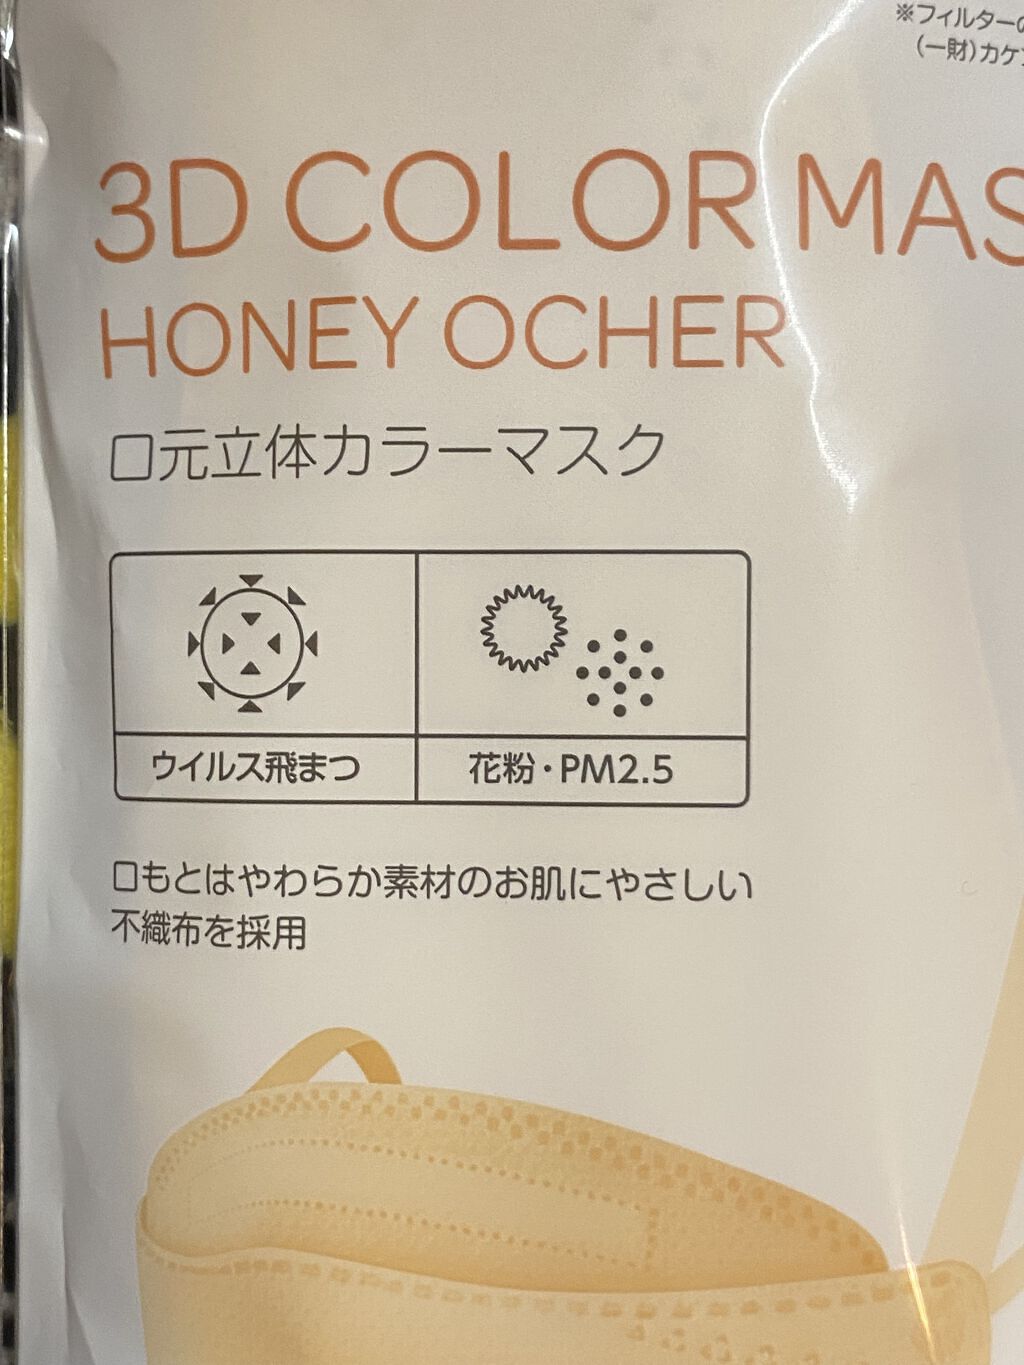 ※フィルターの
(一財)カケ
3D COLOR MAS
HONEY OCHER
口元立体カラーマスク
ウイルス飛まつ
花粉・PM2.5
口もとはやわらか素材のお肌にやさしい
不織布を採用